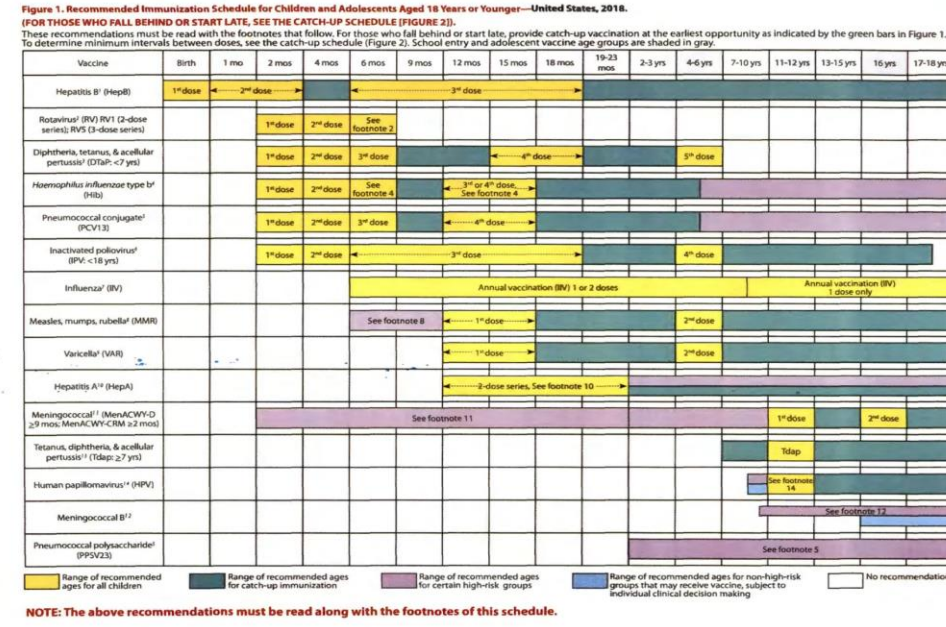 Figure 1. Recommended Immunization Schedule for Children and Adolescents Aged 18 Years or Younger—United States, 2018.
(FOR THOSE WHO FALL BEHIND OR START LATE, SEE THE CATCH-UP SCHEDULE [FIGURE 2]).
These recommendations must be read with the footnotes that follow. For those who fall behind or start late, provide catch-up vaccination at the earliest opportunity as indicated by the green bars in Figure 1.
To determine minimum intervals between doses, see the catch-up schedule (Figure 2). School entry and adolescent vaccine age groups are shaded in gray.
Vaccine Birth 1 mo 2 mos 4 mos 6 mos 9 mos 12 mos 15 mos 18 mos 19-23 mos 2-3 yrs 4-6 yrs 7-10 yrs 11-12 yrs 13-15 yrs 16 yrs 17-18 yr
Hepatitis B¹ (HepB) 1st dose 2nd dose 3rd dose
Rotavirus² (RV) RV1 (2-dose series); RV5 (3-dose series) 1st dose 2nd dose See footnote 2
Diphtheria, tetanus, & acellular pertussis³ (DTaP: <7 yrs) 1st dose 2nd dose 3rd dose 4th dose 5th dose
Haemophilus influenzae type b⁴ (Hib) 1st dose 2nd dose See footnote 4 3rd or 4th dose, See footnote 4
Pneumococcal conjugate⁵ (PCV13) 1st dose 2nd dose 3rd dose 4th dose
Inactivated poliovirus⁶ (IPV: <18 yrs) 1st dose 2nd dose 3rd dose 4th dose
Influenza⁷ (IIV) Annual vaccination (IIV) 1 or 2 doses Annual vaccination (IIV) 1 dose only
Measles, mumps, rubella⁸ (MMR) See footnote 8 1st dose 2nd dose
Varicella⁹ (VAR) 1st dose 2nd dose
Hepatitis A¹⁰ (HepA) 2-dose series, See footnote 10
Meningococcal¹¹ (MenACWY-D ≥9 mos; MenACWY-CRM ≥2 mos) See footnote 11 1st dose 2nd dose
Tetanus, diphtheria, & acellular pertussis¹³ (Tdap: ≥7 yrs) Tdap
Human papillomavirus¹⁴ (HPV) See footnote 14
Meningococcal B¹² See footnote 12
Pneumococcal polysaccharide⁵ (PPSV23) See footnote 5
Range of recommended ages for all children
Range of recommended ages for catch-up immunization
Range of recommended ages for certain high-risk groups
Range of recommended ages for non-high-risk groups that may receive vaccine, subject to individual clinical decision making
No recommendation
NOTE: The above recommendations must be read along with the footnotes of this schedule.